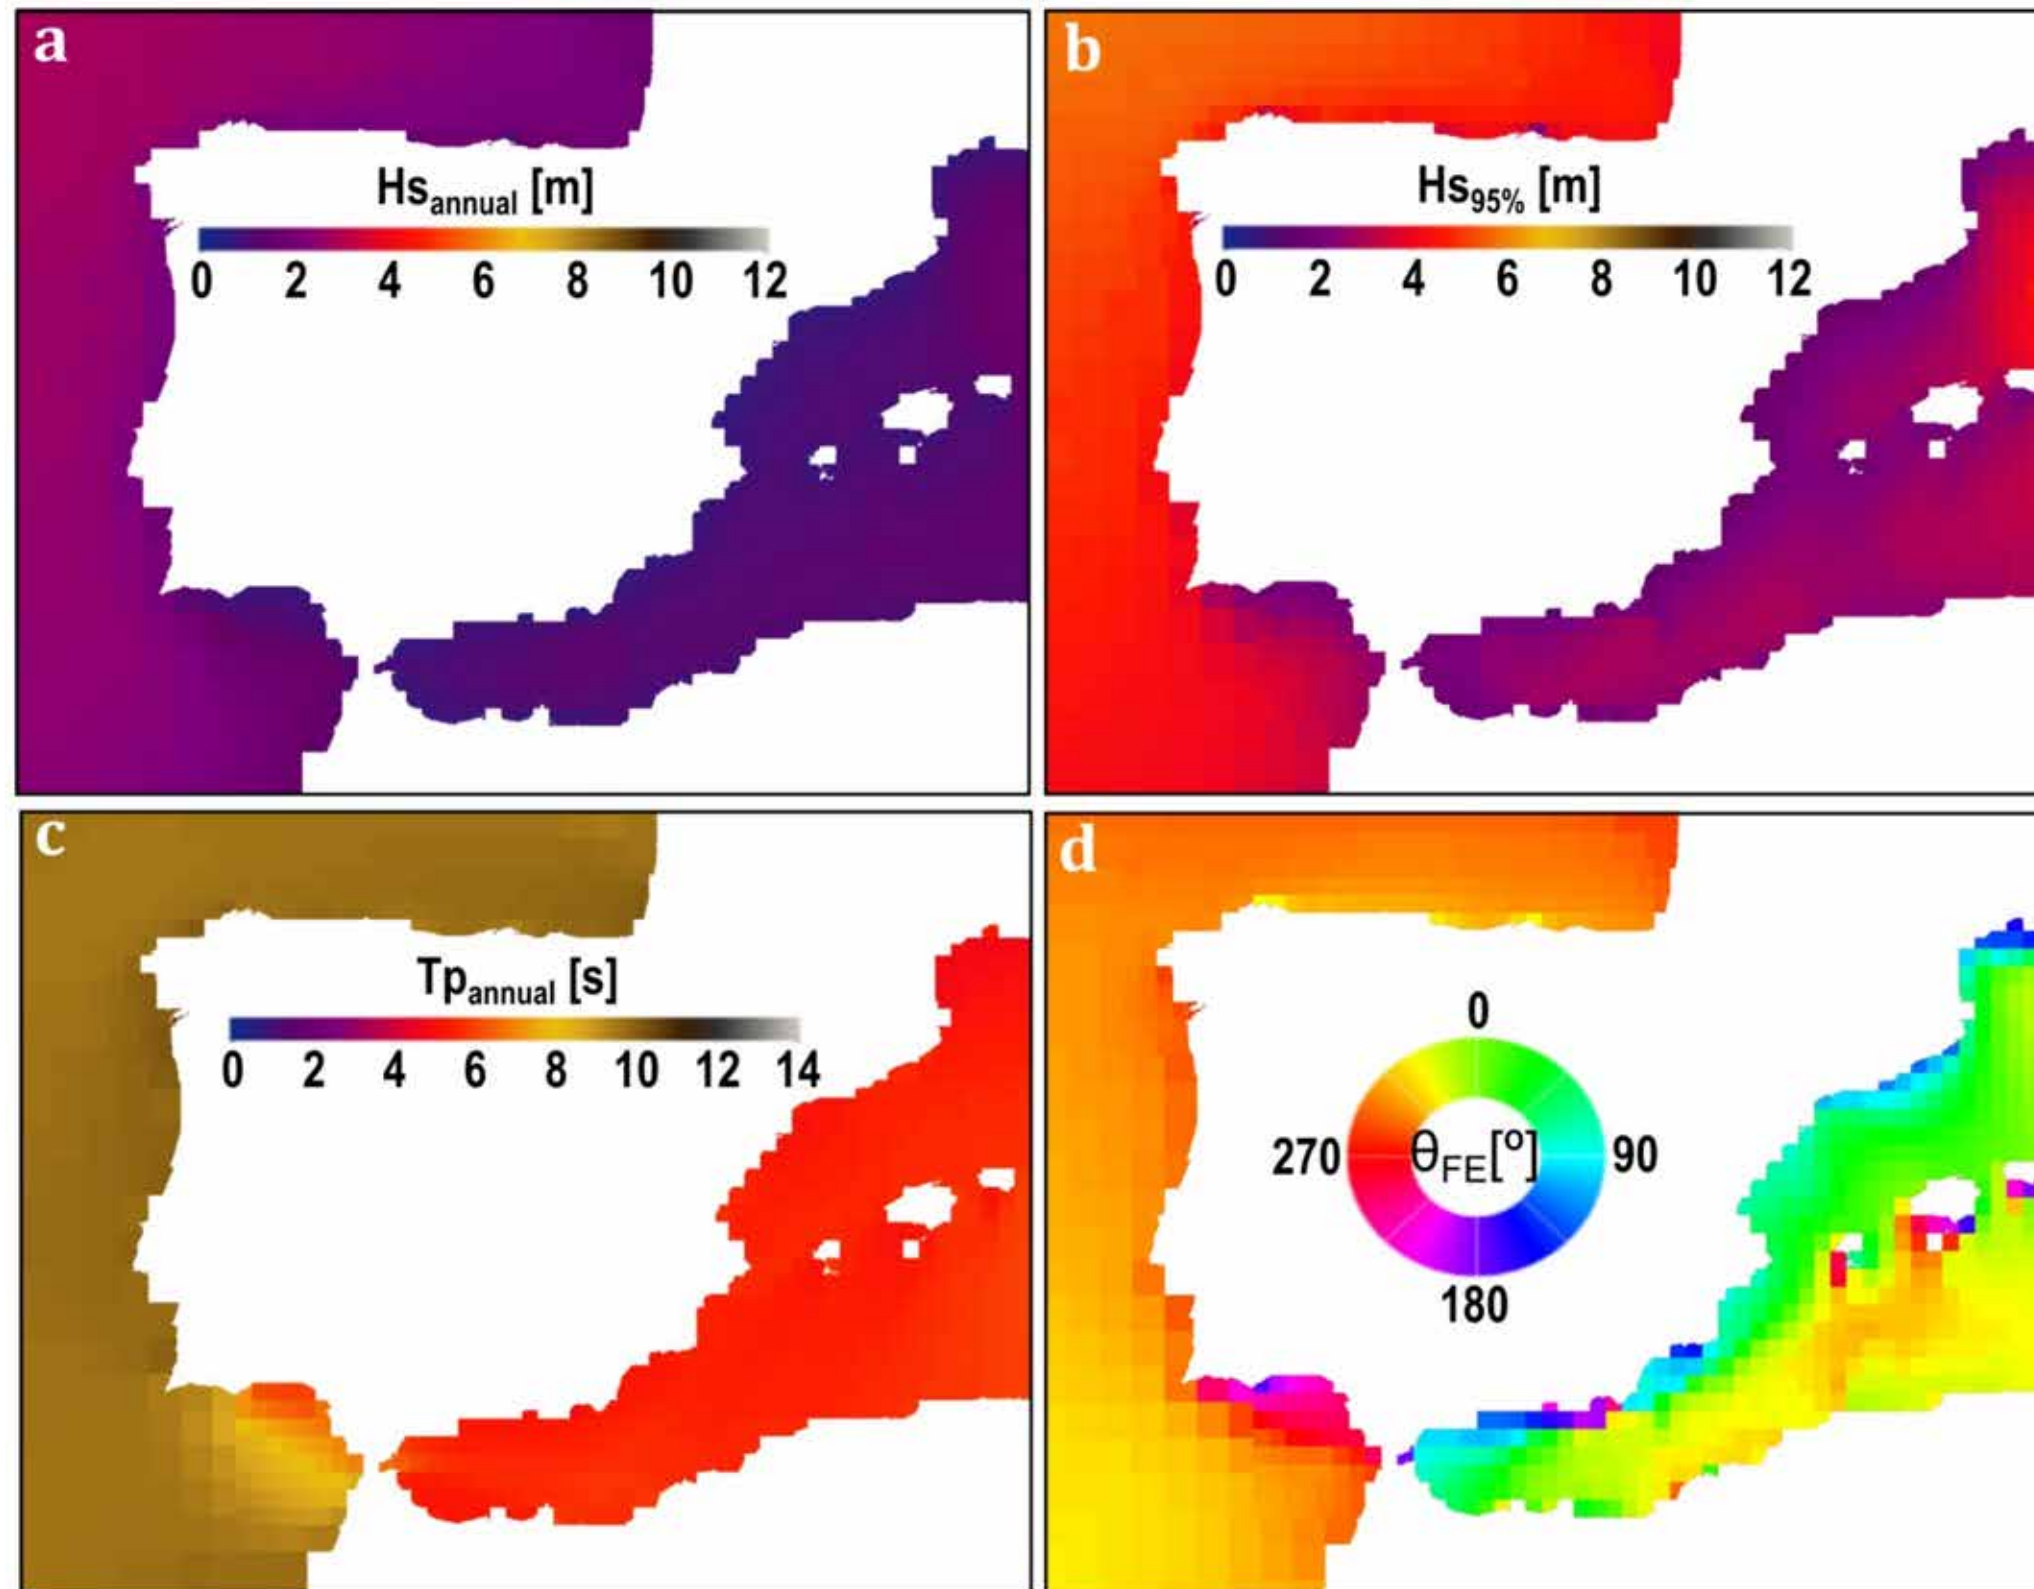 a
Hsannual [m]
0 2 4 6 8 10 12
b
Hs95% [m]
0 2 4 6 8 10 12
c
Tpannual [s]
0 2 4 6 8 10 12 14
d
0
270 θFE[º] 90
180